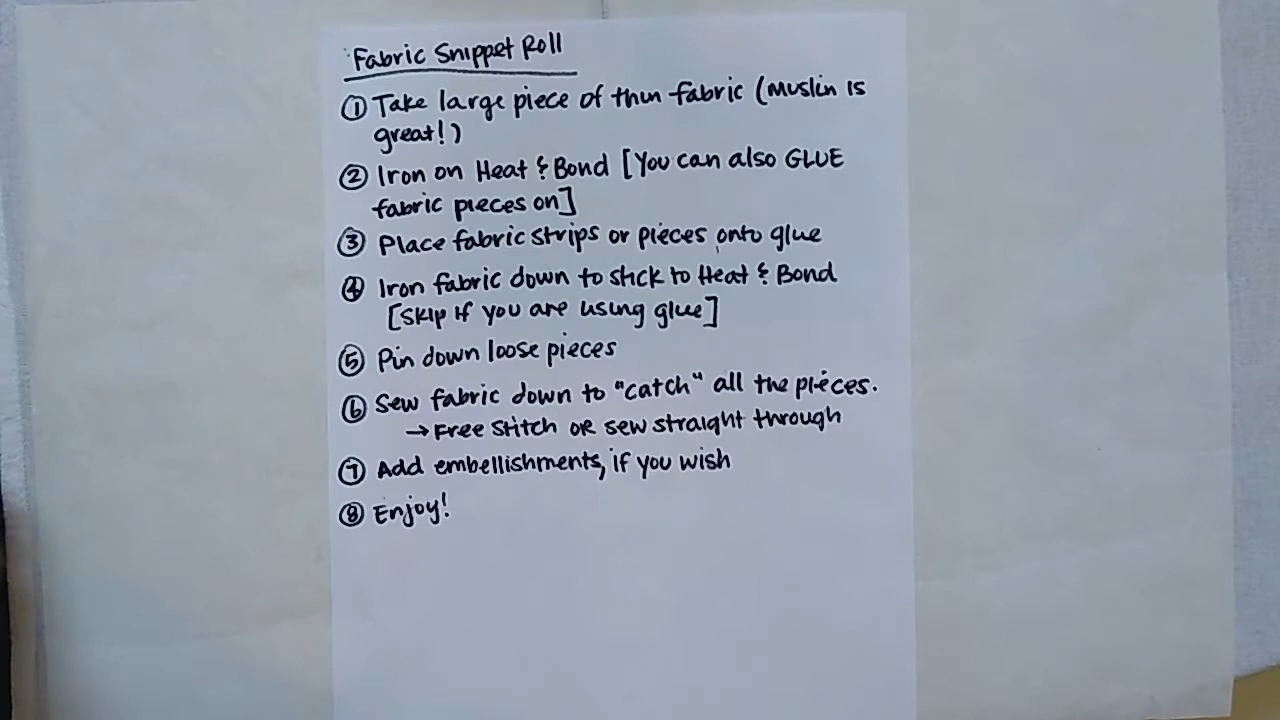 Fabric Snippet Roll
① Take large piece of thin fabric (Muslin is
great!)
② Iron on Heat & Bond [You can also GLUE
fabric pieces on]
③ Place fabric strips or pieces onto glue
④ Iron fabric down to stick to Heat & Bond
[Skip if you are using glue]
⑤ Pin down loose pieces
⑥ Sew fabric down to "catch" all the pieces.
→ Free stitch OR sew straight through
⑦ Add embellishments, if you wish
⑧ Enjoy!